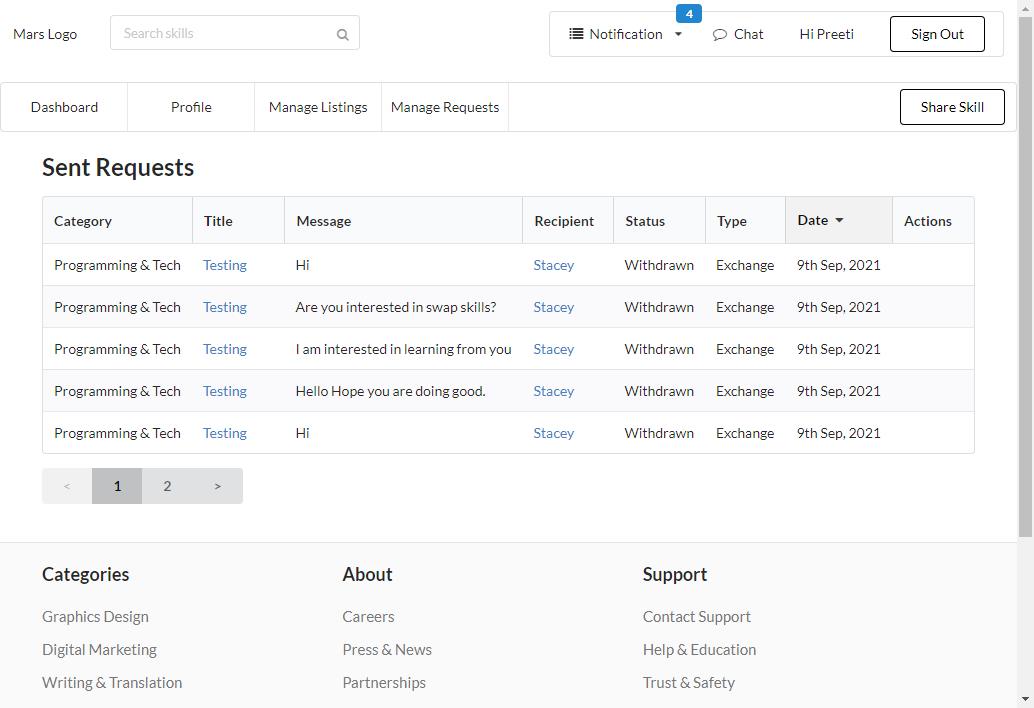 4
Mars Logo Search skills Notification Chat Hi Preeti Sign Out
Dashboard Profile Manage Listings Manage Requests Share Skill
Sent Requests
Category Title Message Recipient Status Type Date Actions
Programming & Tech Testing Hi Stacey Withdrawn Exchange 9th Sep, 2021
Programming & Tech Testing Are you interested in swap skills? Stacey Withdrawn Exchange 9th Sep, 2021
Programming & Tech Testing I am interested in learning from you Stacey Withdrawn Exchange 9th Sep, 2021
Programming & Tech Testing Hello Hope you are doing good. Stacey Withdrawn Exchange 9th Sep, 2021
Programming & Tech Testing Hi Stacey Withdrawn Exchange 9th Sep, 2021
< 1 2 >
Categories About Support
Graphics Design Careers Contact Support
Digital Marketing Press & News Help & Education
Writing & Translation Partnerships Trust & Safety